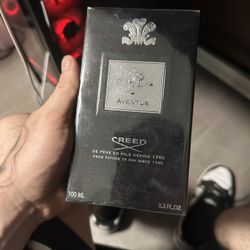 AVENTUS
CREED
DE PÈRE EN FILS DEPUIS 1760
FROM FATHER TO SON SINCE 1760
100 ML
3.3 FL.OZ